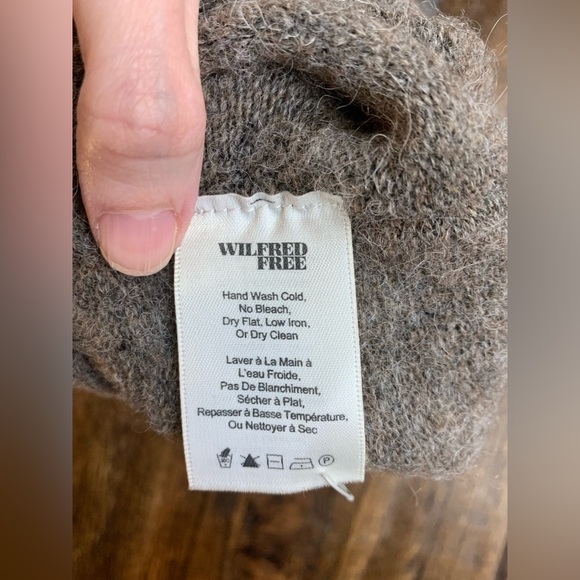 WILFRED
FREE
Hand Wash Cold,
No Bleach,
Dry Flat, Low Iron,
Or Dry Clean
Laver à La Main à
L'eau Froide,
Pas De Blanchiment,
Sécher à Plat,
Repasser à Basse Température,
Ou Nettoyer à Sec
P